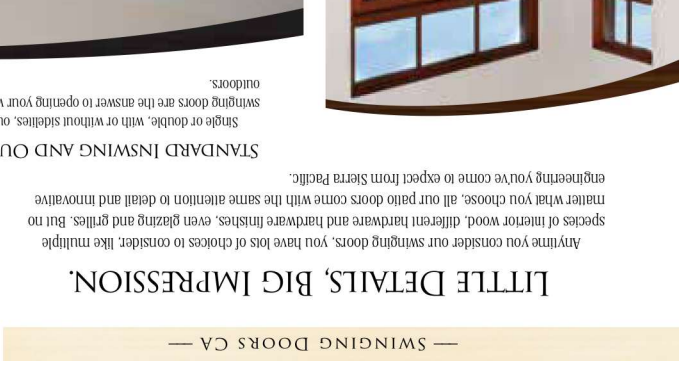 — SWINGING DOORS CA —
LITTLE DETAILS, BIG IMPRESSION.
Anytime you consider our swinging doors, you have lots of choices to consider, like multiple
species of interior wood, different hardware and hardware finishes, even glazing and grilles. But no
matter what you choose, all our patio doors come with the same attention to detail and innovative
engineering you've come to expect from Sierra Pacific.
STANDARD INSWING AND OU
Single or double, with or without sidelites, ou
swinging doors are the answer to opening your
outdoors.